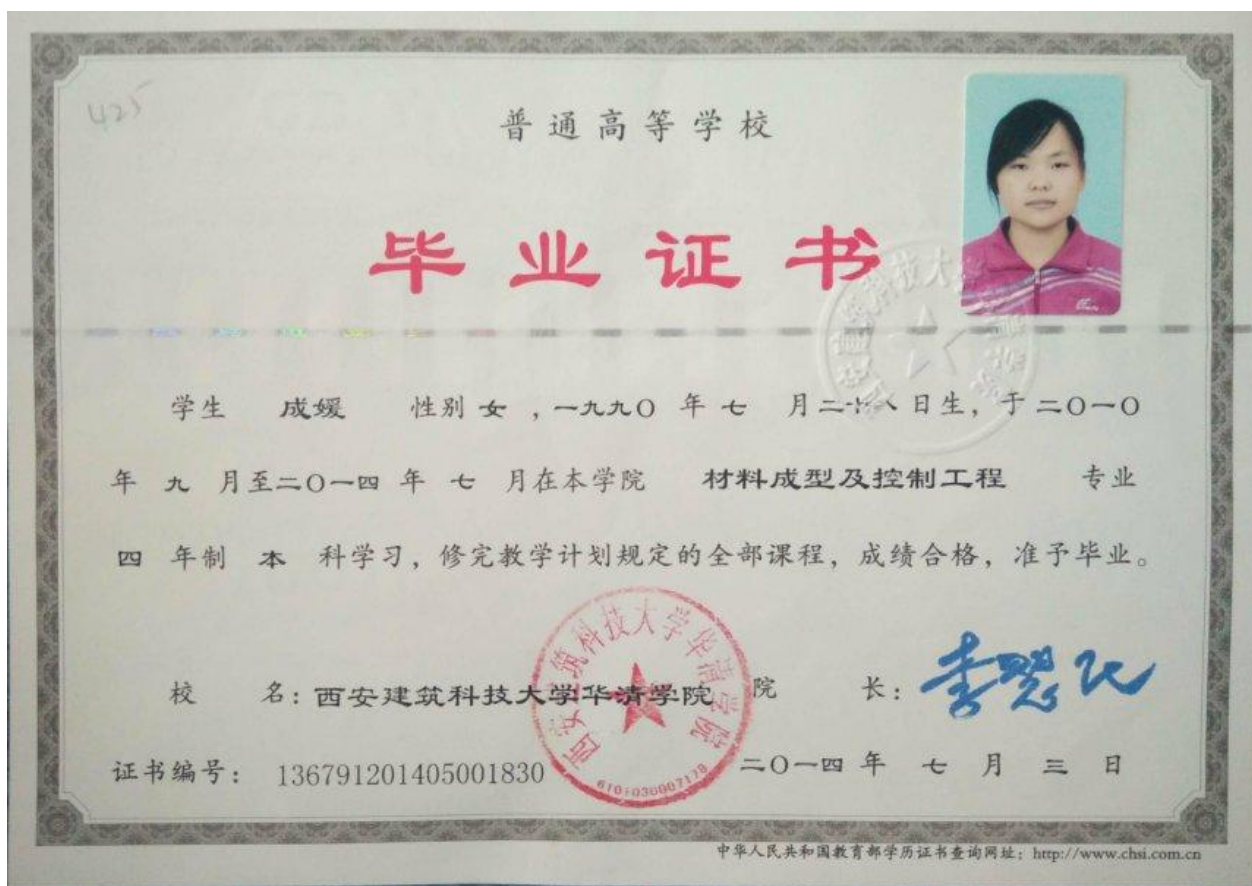 425
普通高等学校
毕业证书
学生 成媛 性别 女 ，一九九〇 年 七 月二十八日生，于二〇一〇
年 九 月至二〇一四 年 七 月在本学院 材料成型及控制工程 专业
四 年制 本 科学习，修完教学计划规定的全部课程，成绩合格，准予毕业。
校 名：西安建筑科技大学华清学院 院 长：
西安建筑科技大学华清学院
6101030007178
证书编号： 136791201405001830 二〇一四 年 七 月 三 日
中华人民共和国教育部学历证书查询网址：http://www.chsi.com.cn